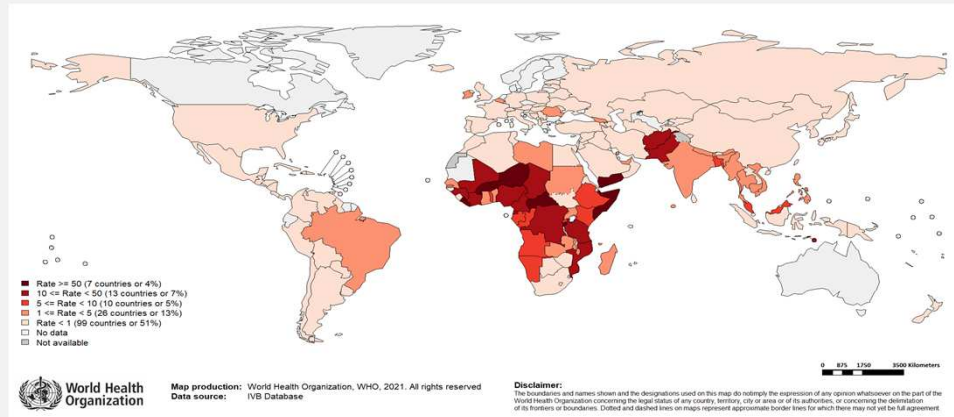 Rate >= 50 (7 countries or 4%)
10 <= Rate < 50 (13 countries or 7%)
5 <= Rate < 10 (10 countries or 5%)
1 <= Rate < 5 (26 countries or 13%)
Rate < 1 (99 countries or 51%)
No data
Not available
0 875 1750 3500 Kilometers
World Health
Organization
Map production: World Health Organization, WHO, 2021. All rights reserved
Data source: IVB Database
Disclaimer:
The boundaries and names shown and the designations used on this map do notimply the expression of any opinion whatsoever on the part of the
World Health Organization concerning the legal status of any country, territory, city or area or of its authorities, or concerning the delimitation
of its frontiers or boundaries. Dotted and dashed lines on maps represent approximate border lines for which there may not yet be full agreement